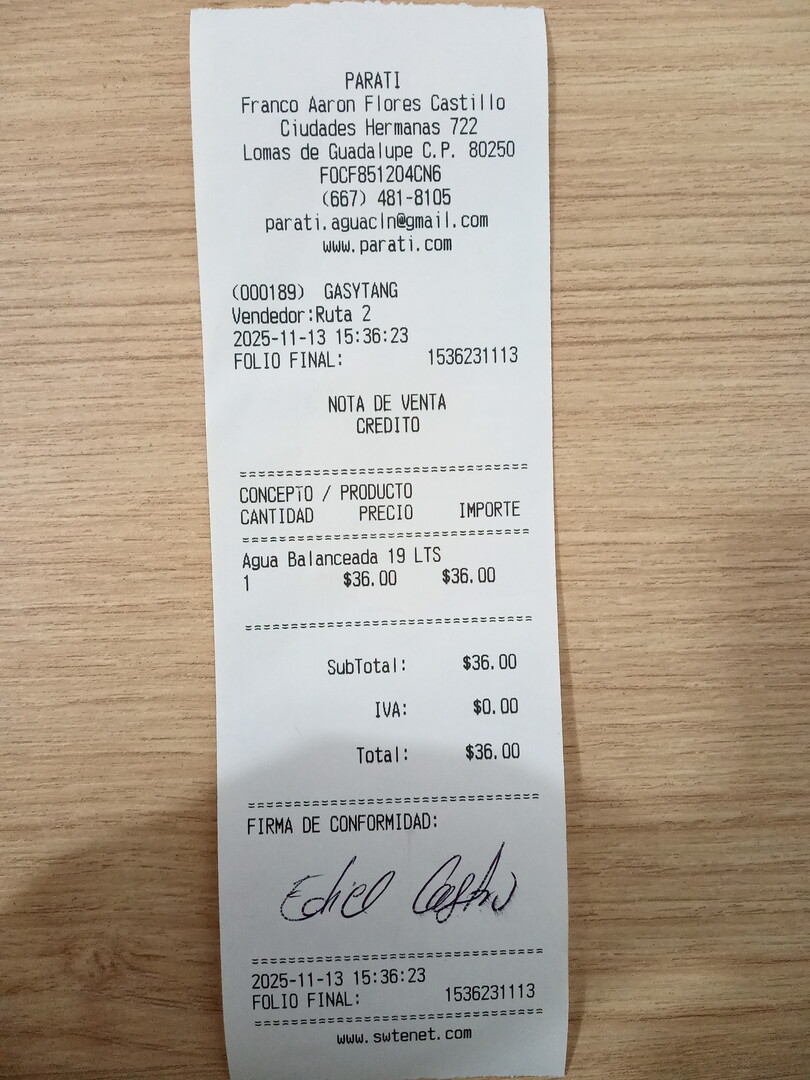 PARATI
Franco Aaron Flores Castillo
Ciudades Hermanas 722
Lomas de Guadalupe C.P. 80250
FOCF851204CN6
(667) 481-8105
parati.aguacln@gmail.com
www.parati.com
(000189) GASYTANG
Vendedor:Ruta 2
2025-11-13 15:36:23
FOLIO FINAL: 1536231113
NOTA DE VENTA
CREDITO
CONCEPTO / PRODUCTO
CANTIDAD PRECIO IMPORTE
Agua Balanceada 19 LTS
1 $36.00 $36.00
SubTotal: $36.00
IVA: $0.00
Total: $36.00
FIRMA DE CONFORMIDAD:
Ediel Castro
2025-11-13 15:36:23
FOLIO FINAL: 1536231113
www.swtenet.com